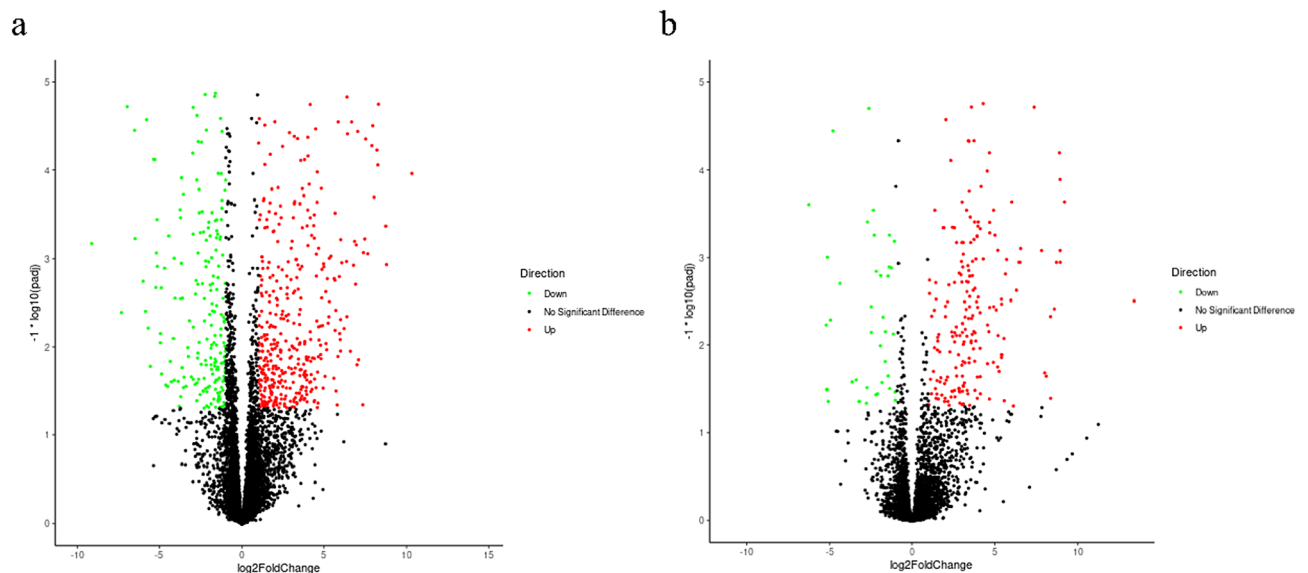 a
b
5
4
3
2
1
0
-1 * log10(padj)
-10
-5
0
5
10
15
log2FoldChange
Direction
Down
No Significant Difference
Up
5
4
3
2
1
0
-1 * log10(padj)
-10
-5
0
5
10
log2FoldChange
Direction
Down
No Significant Difference
Up